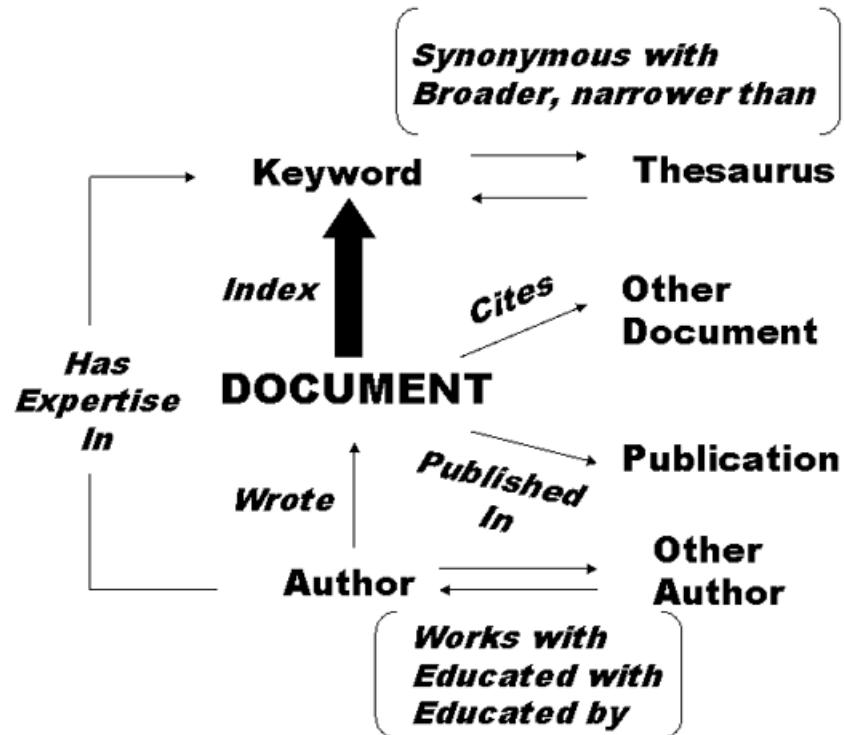 Synonymous with
Broader, narrower than
Keyword
Thesaurus
Index
Cites
Other
Document
Has
Expertise
In
DOCUMENT
Published
In
Publication
Wrote
Author
Other
Author
Works with
Educated with
Educated by